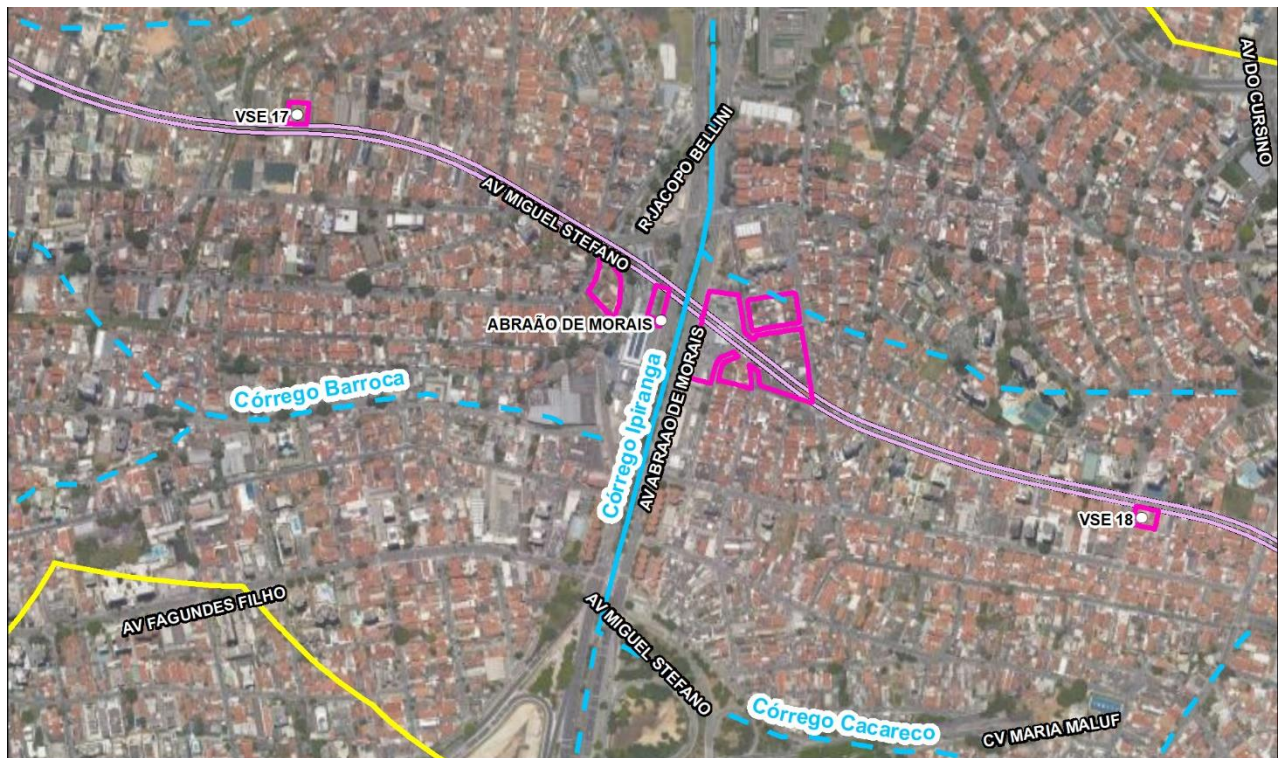 AV DO CURSINO
VSE 17
R JACOPO BELLINI
AV MIGUEL STEFANO
ABRAÃO DE MORAIS
Córrego Barroca
Córrego Ipiranga
AV ABRAAO DE MORAIS
VSE 18
AV FAGUNDES FILHO
AV MIGUEL STEFANO
Córrego Cacareco
CV MARIA MALUF